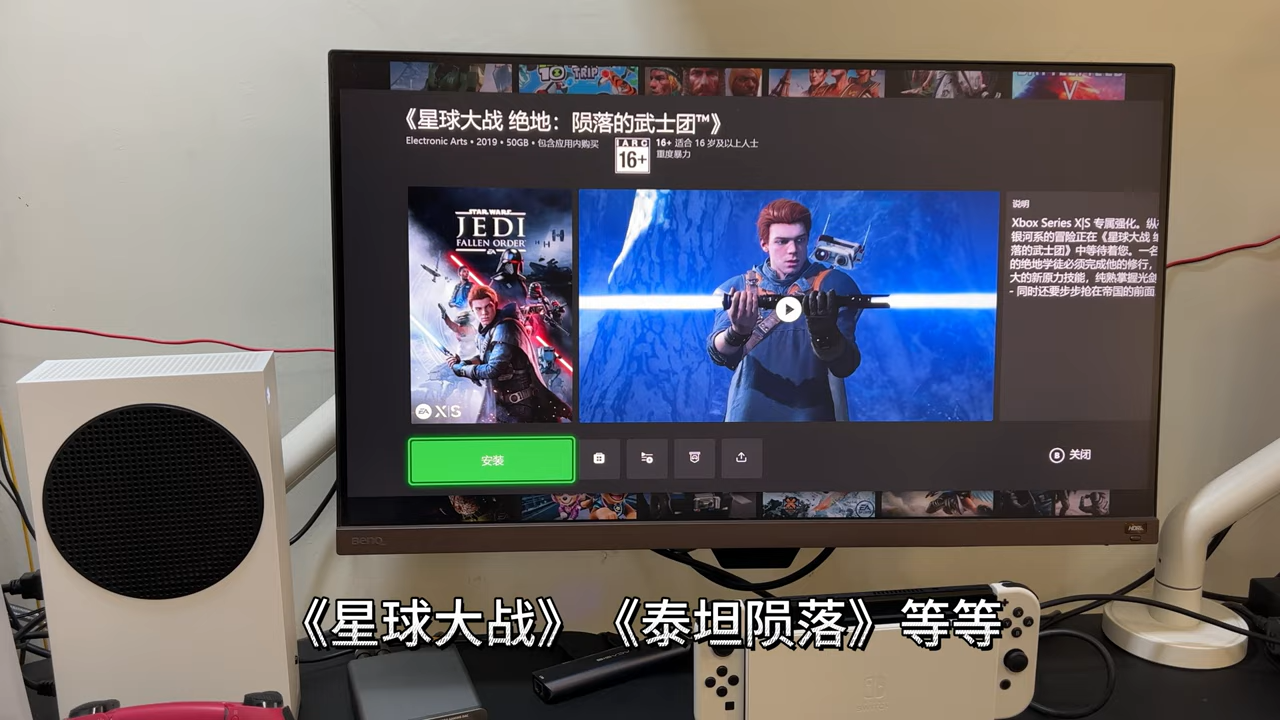 10 TRIP
BATTLEFIELD
V
《星球大战 绝地：陨落的武士团™》
Electronic Arts • 2019 • 50GB • 包含应用内购买
IARC
16+
16+ 适合 16 岁及以上人士
重度暴力
STAR WARS
JEDI
FALLEN ORDER
EA X|S
说明
Xbox Series X|S 专属强化。纵
银河系的冒险正在《星球大战
落的武士团》中等待着您。一名
的绝地学徒必须完成他的修行，
大的新原力技能，纯熟掌握光剑
- 同时还要步步抢在帝国的前面
安装
B 关闭
BenQ
《星球大战》 《泰坦陨落》等等